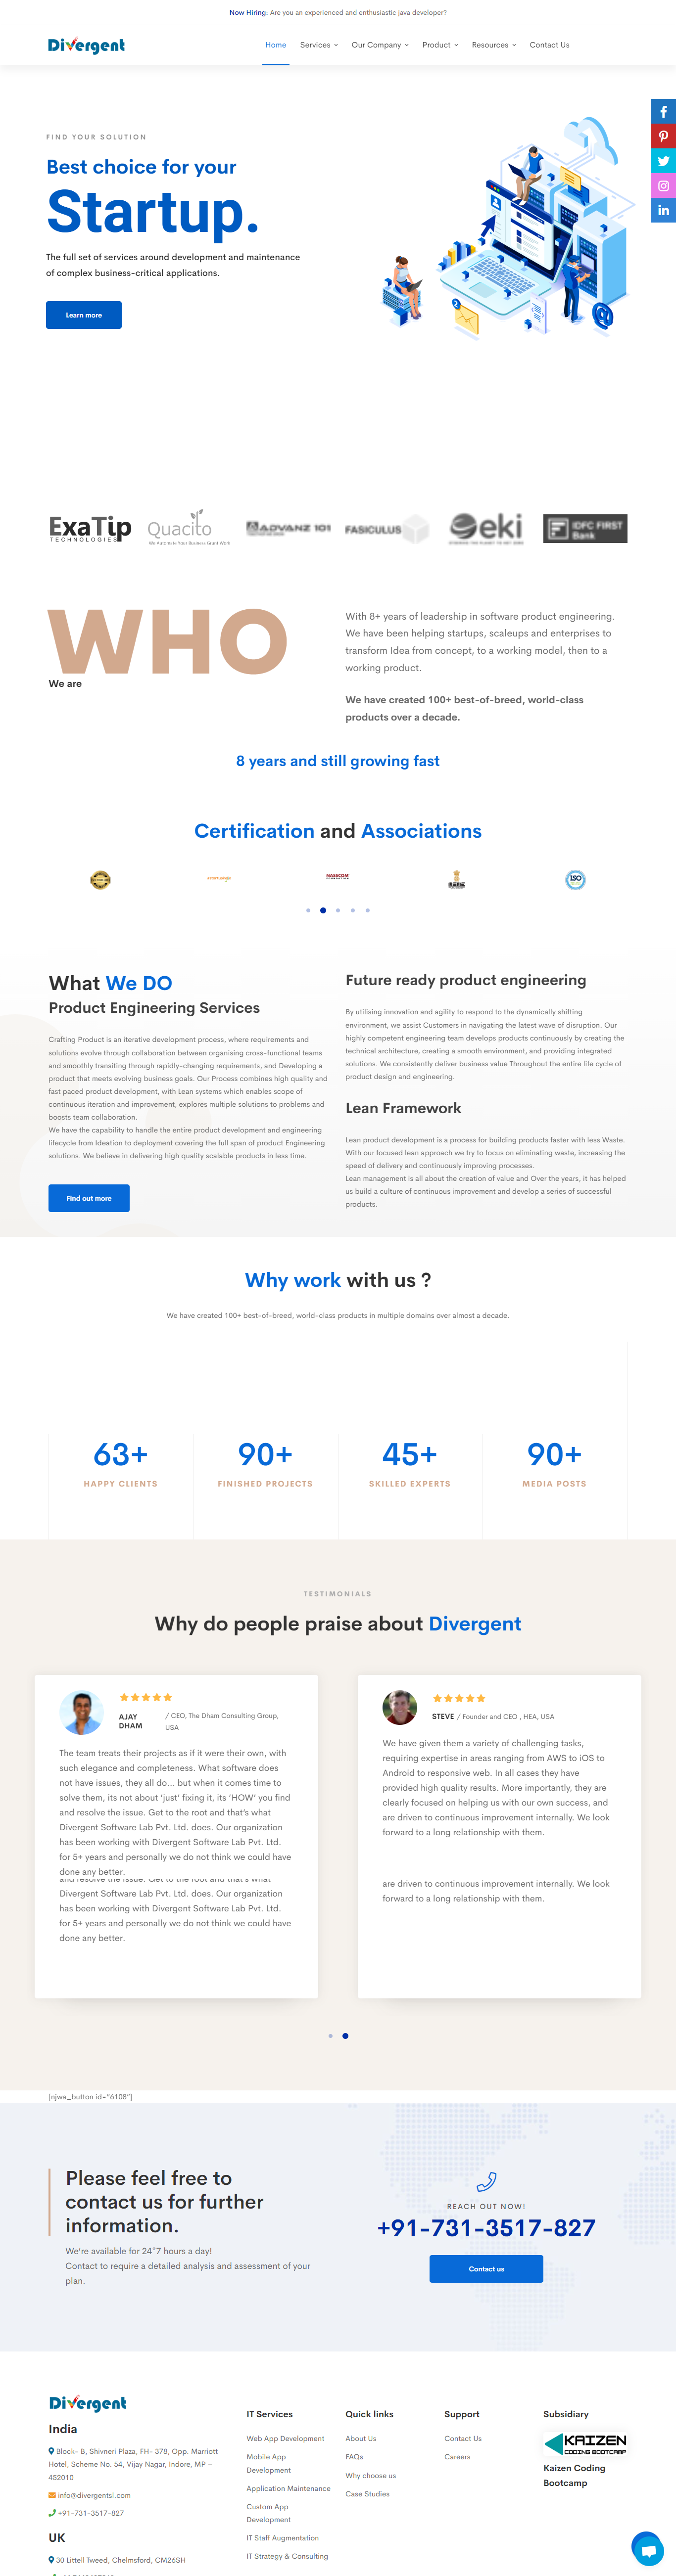 Now Hiring: Are you an experienced and enthusiastic java developer?
Divergent
Home Services Our Company Product Resources Contact Us
FIND YOUR SOLUTION
Best choice for your
Startup.
The full set of services around development and maintenance
of complex business-critical applications.
Learn more
ExaTip
TECHNOLOGIES
Quacito
We Automate Your Business Grunt Work
ADVANZ 101
FASICULUS
eki
IDFC FIRST
Bank
WHO
We are
With 8+ years of leadership in software product engineering.
We have been helping startups, scaleups and enterprises to
transform Idea from concept, to a working model, then to a
working product.
We have created 100+ best-of-breed, world-class
products over a decade.
8 years and still growing fast
Certification and Associations
NASSCOM
FOUNDATION
ISO
What We DO
Product Engineering Services
Crafting Product is an iterative development process, where requirements and
solutions evolve through collaboration between organising cross-functional teams
and smoothly transiting through rapidly-changing requirements, and Developing a
product that meets evolving business goals. Our Process combines high quality and
fast paced product development, with Lean systems which enables scope of
continuous iteration and improvement, explores multiple solutions to problems and
boosts team collaboration.
We have the capability to handle the entire product development and engineering
lifecycle from Ideation to deployment covering the full span of product Engineering
solutions. We believe in delivering high quality scalable products in less time.
Find out more
Future ready product engineering
By utilising innovation and agility to respond to the dynamically shifting
environment, we assist Customers in navigating the latest wave of disruption. Our
highly competent engineering team develops products continuously by creating the
technical architecture, creating a smooth environment, and providing integrated
solutions. We consistently deliver business value Throughout the entire life cycle of
product design and engineering.
Lean Framework
Lean product development is a process for building products faster with less Waste.
With our focused lean approach we try to focus on eliminating waste, increasing the
speed of delivery and continuously improving processes.
Lean management is all about the creation of value and Over the years, it has helped
us build a culture of continuous improvement and develop a series of successful
products.
Why work with us ?
We have created 100+ best-of-breed, world-class products in multiple domains over almost a decade.
63+
HAPPY CLIENTS
90+
FINISHED PROJECTS
45+
SKILLED EXPERTS
90+
MEDIA POSTS
TESTIMONIALS
Why do people praise about Divergent
AJAY
DHAM
/ CEO, The Dham Consulting Group,
USA
The team treats their projects as if it were their own, with
such elegance and completeness. What software does
not have issues, they all do... but when it comes time to
solve them, its not about ‘just’ fixing it, its ‘HOW’ you find
and resolve the issue. Get to the root and that’s what
Divergent Software Lab Pvt. Ltd. does. Our organization
has been working with Divergent Software Lab Pvt. Ltd.
for 5+ years and personally we do not think we could have
done any better.
and resolve the issue. Get to the root and that's what
Divergent Software Lab Pvt. Ltd. does. Our organization
has been working with Divergent Software Lab Pvt. Ltd.
for 5+ years and personally we do not think we could have
done any better.
STEVE / Founder and CEO , HEA, USA
We have given them a variety of challenging tasks,
requiring expertise in areas ranging from AWS to iOS to
Android to responsive web. In all cases they have
provided high quality results. More importantly, they are
clearly focused on helping us with our own success, and
are driven to continuous improvement internally. We look
forward to a long relationship with them.
are driven to continuous improvement internally. We look
forward to a long relationship with them.
[njwa_button id="6108"]
Please feel free to
contact us for further
information.
We're available for 24*7 hours a day!
Contact to require a detailed analysis and assessment of your
plan.
REACH OUT NOW!
+91-731-3517-827
Contact us
Divergent
India
Block- B, Shivneri Plaza, FH- 378, Opp. Marriott
Hotel, Scheme No. 54, Vijay Nagar, Indore, MP –
452010
info@divergentsl.com
+91-731-3517-827
UK
30 Littell Tweed, Chelmsford, CM26SH
IT Services
Web App Development
Mobile App
Development
Application Maintenance
Custom App
Development
IT Staff Augmentation
IT Strategy & Consulting
Quick links
About Us
FAQs
Why choose us
Case Studies
Support
Contact Us
Careers
Subsidiary
KAIZEN
CODING BOOTCAMP
Kaizen Coding
Bootcamp